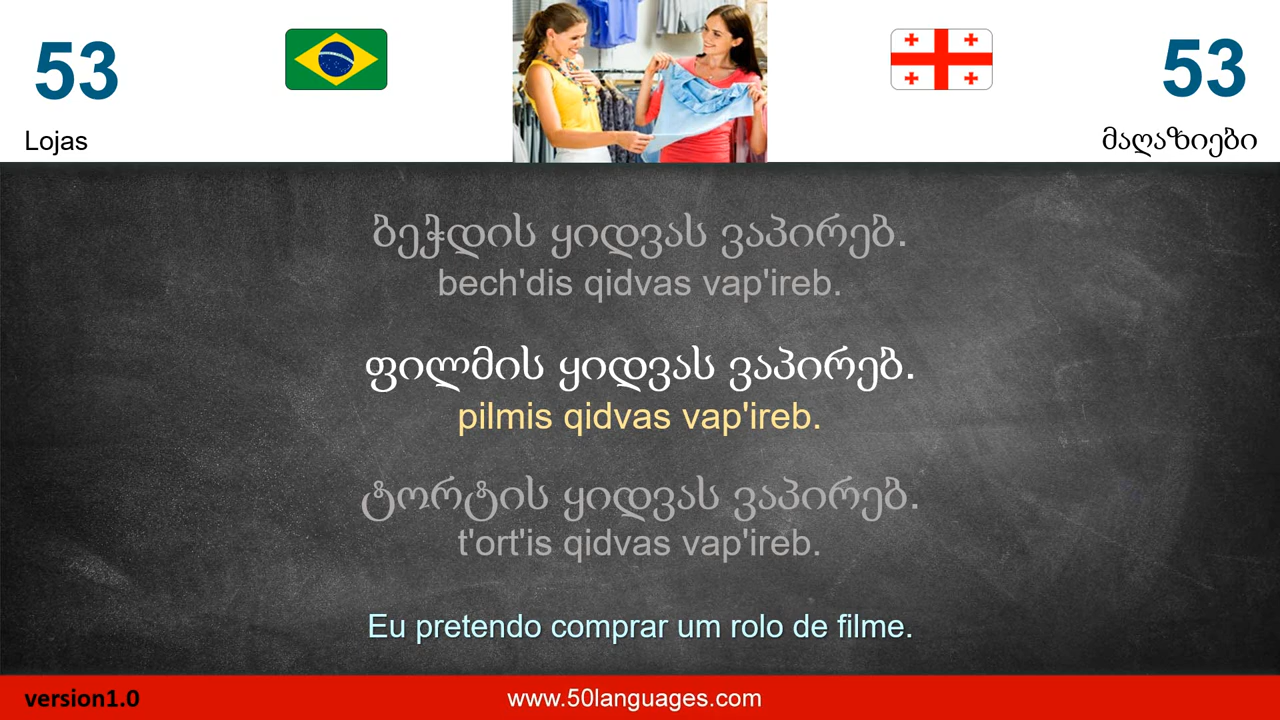 53
53
Lojas
მაღაზიები
ბეჭდის ყიდვას ვაპირებ.
bech'dis qidvas vap'ireb.
ფილმის ყიდვას ვაპირებ.
pilmis qidvas vap'ireb.
ტორტის ყიდვას ვაპირებ.
t'ort'is qidvas vap'ireb.
Eu pretendo comprar um rolo de filme.
version1.0
www.50languages.com